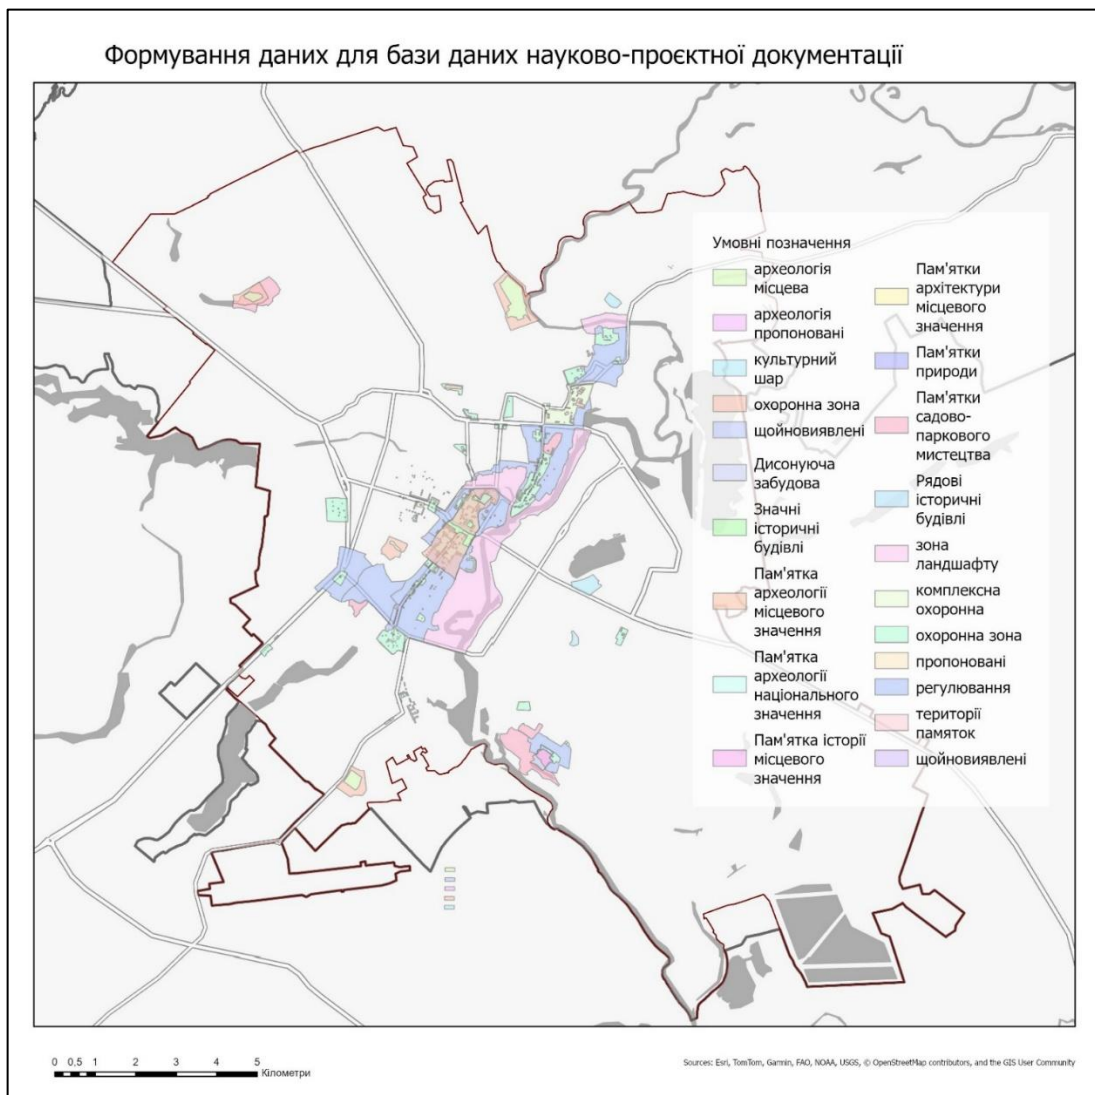 Формування даних для бази даних науково-проєктної документації
Умовні позначення
археологія
місцева
археологія
пропоновані
культурний
шар
охоронна зона
щойновиявлені
Дисонуюча
забудова
Значні
історичні
будівлі
Пам'ятка
археології
місцевого
значення
Пам'ятка
археології
національного
значення
Пам'ятка історії
місцевого
значення
Пам'ятки
архітектури
місцевого
значення
Пам'ятки
природи
Пам'ятки
садово-
паркового
мистецтва
Рядові
історичні
будівлі
зона
ландшафту
комплексна
охоронна
охоронна зона
пропоновані
регулювання
території
памяток
щойновиявлені
0 0,5 1 2 3 4 5
Кілометри
Sources: Esri, TomTom, Garmin, FAO, NOAA, USGS, © OpenStreetMap contributors, and the GIS User Community